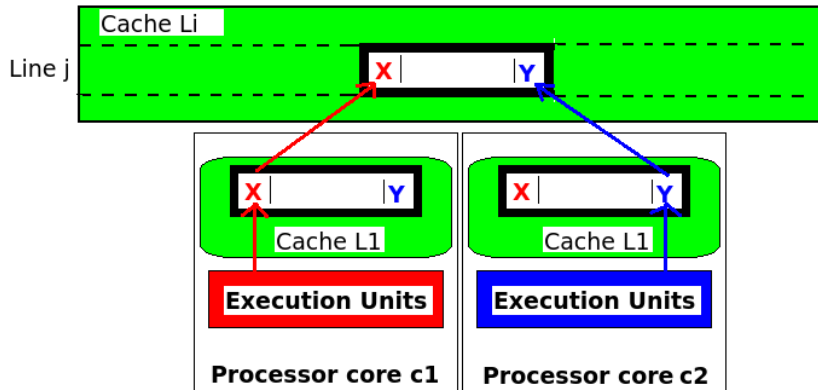 Cache Li
Line j
X Y
X Y
X Y
Cache L1
Cache L1
Execution Units
Execution Units
Processor core c1
Processor core c2